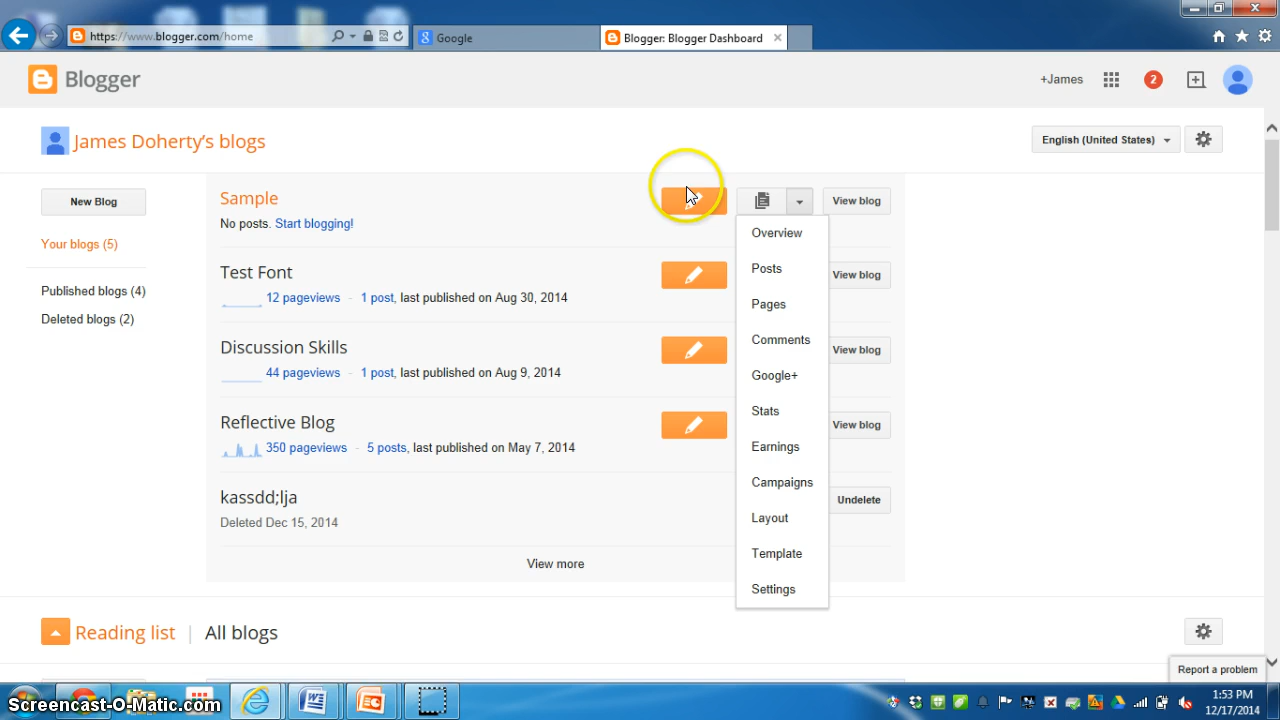 https://www.blogger.com/home
Google
Blogger: Blogger Dashboard
Blogger
+James
2
James Doherty's blogs
English (United States)
New Blog
Your blogs (5)
Published blogs (4)
Deleted blogs (2)
Sample
No posts. Start blogging!
View blog
Test Font
12 pageviews - 1 post, last published on Aug 30, 2014
View blog
Discussion Skills
44 pageviews - 1 post, last published on Aug 9, 2014
View blog
Reflective Blog
350 pageviews - 5 posts, last published on May 7, 2014
View blog
kassdd;lja
Deleted Dec 15, 2014
Undelete
View more
Overview
Posts
Pages
Comments
Google+
Stats
Earnings
Campaigns
Layout
Template
Settings
Reading list | All blogs
Report a problem
Screencast-O-Matic.com
1:53 PM
12/17/2014